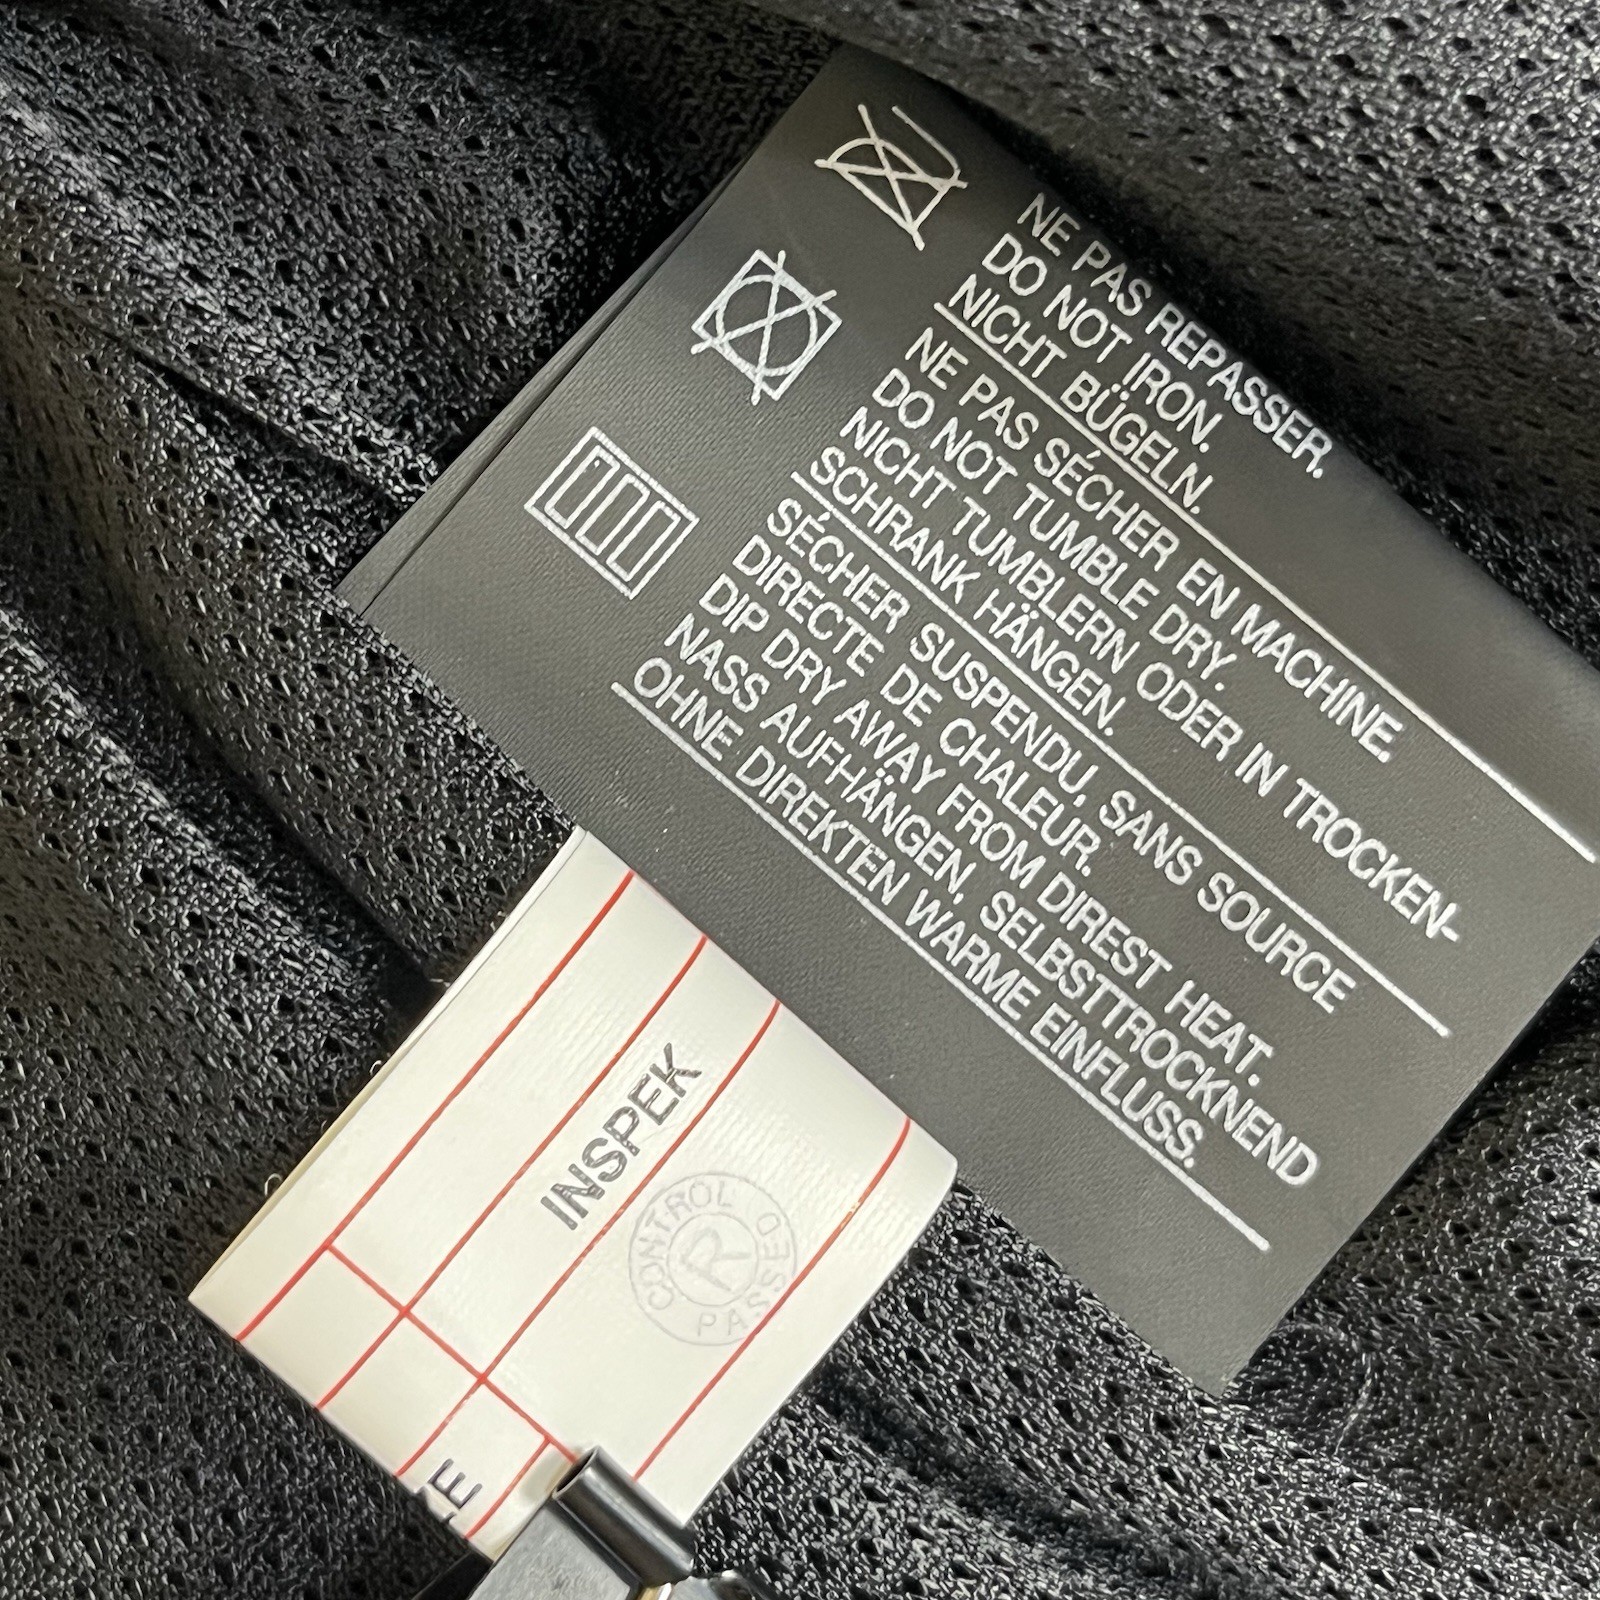 NE PAS REPASSER.
DO NOT IRON.
NICHT BÜGELN.
NE PAS SÉCHER EN MACHINE.
DO NOT TUMBLE DRY.
NICHT TUMBLERN ODER IN TROCKEN-
SCHRANK HÄNGEN.
SÉCHER SUSPENDU, SANS SOURCE
DIRECTE DE CHALEUR.
DIP DRY AWAY FROM DIREST HEAT.
NASS AUFHÄNGEN, SELBSTTROCKNEND
OHNE DIREKTEN WARME EINFLUSS.
INSPEK
CONTROL
R
PASSED